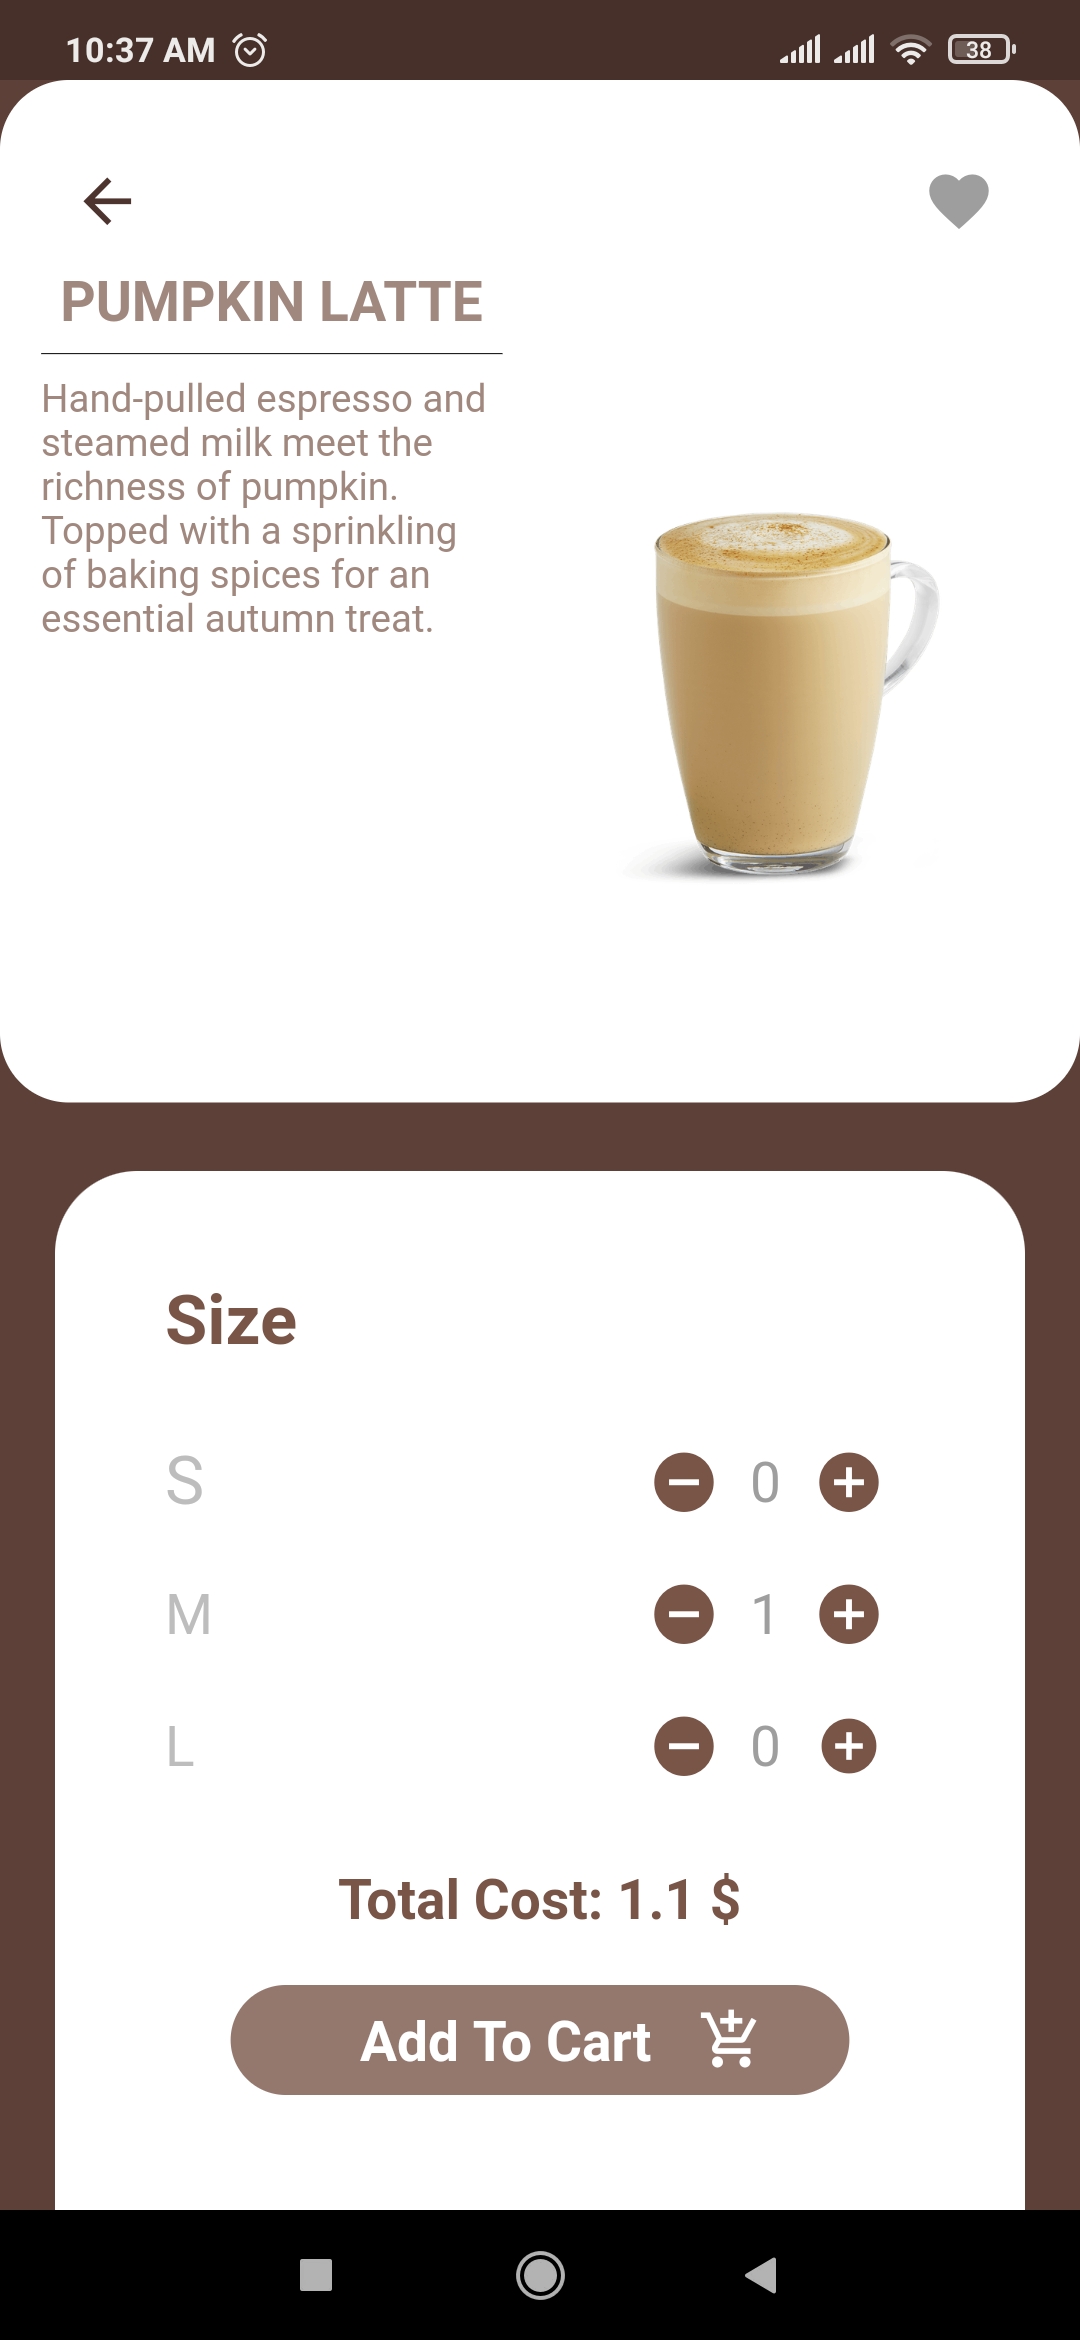 10:37 AM
38
PUMPKIN LATTE
Hand-pulled espresso and
steamed milk meet the
richness of pumpkin.
Topped with a sprinkling
of baking spices for an
essential autumn treat.
Size
S 0
M 1
L 0
Total Cost: 1.1 $
Add To Cart